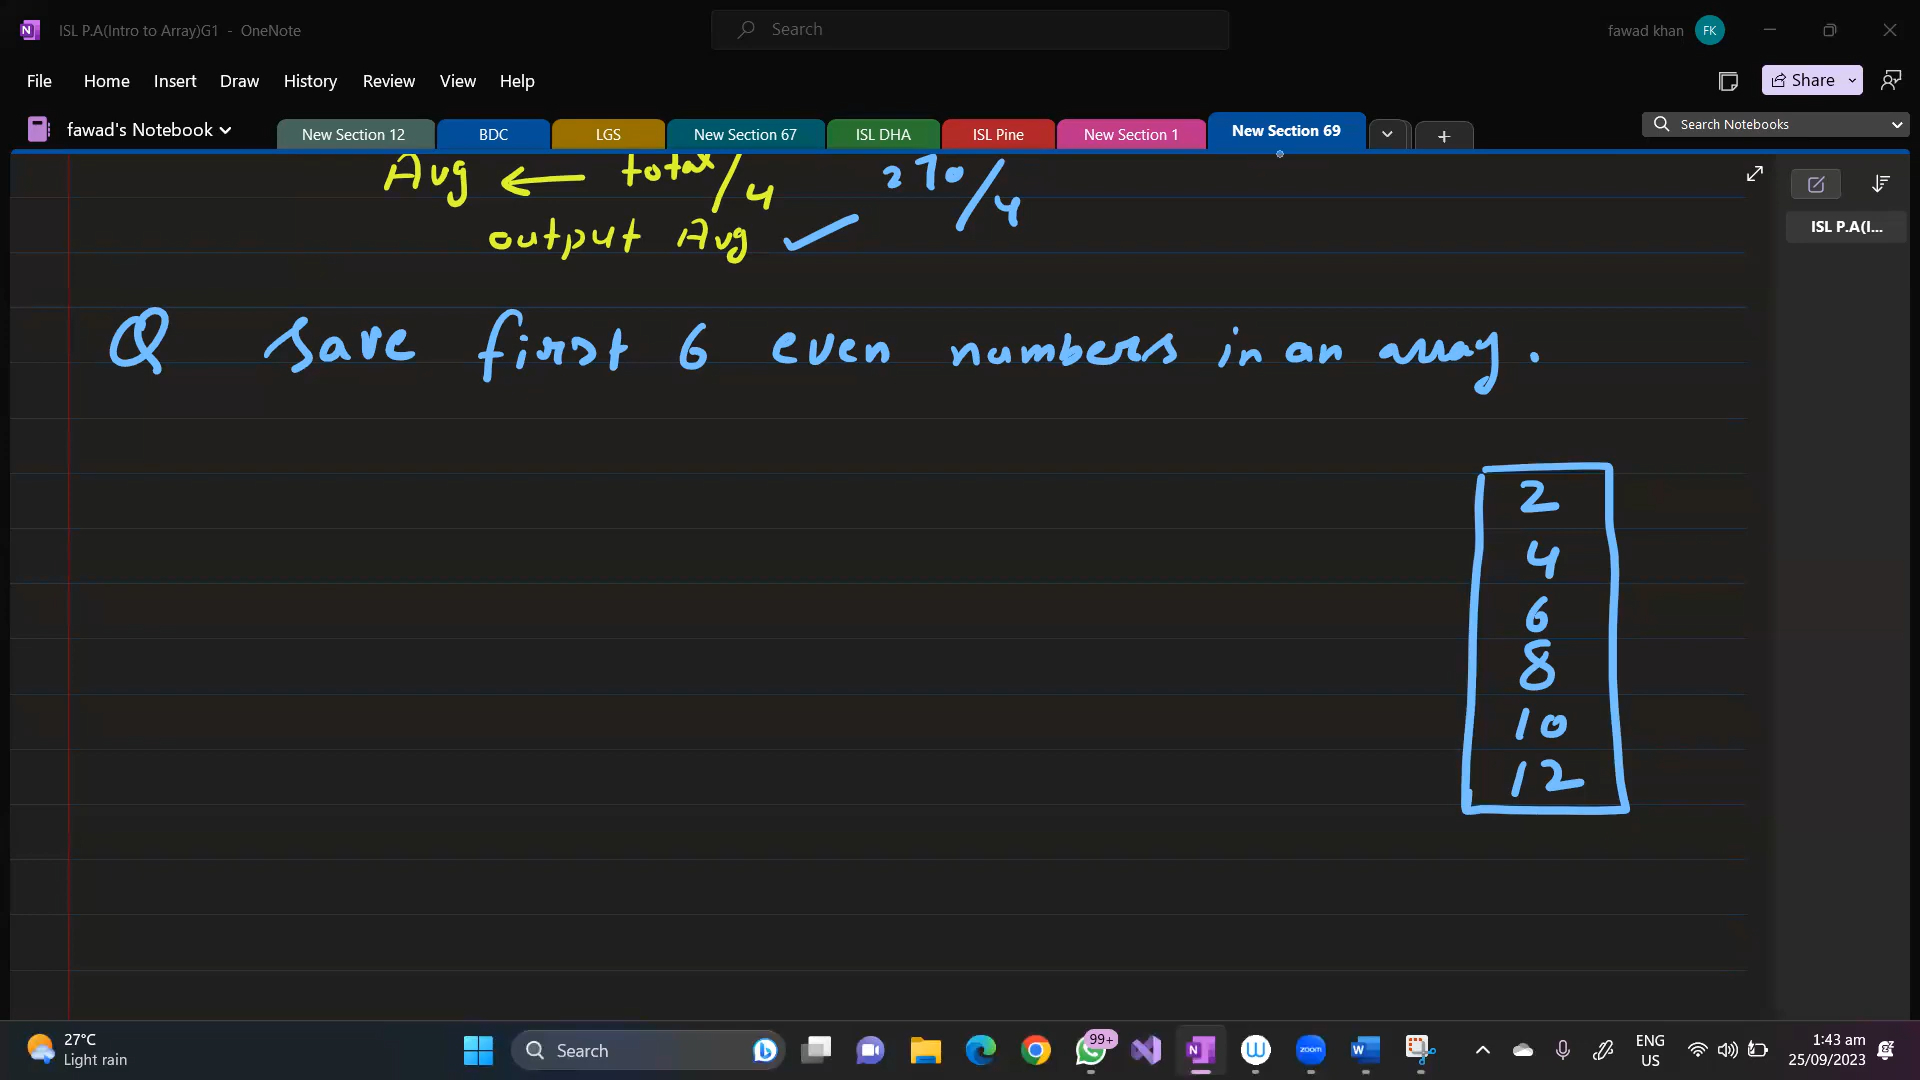 ISL P.A(Intro to Array)G1 - OneNote
Search
fawad khan
FK
File Home Insert Draw History Review View Help
Share
fawad's Notebook
New Section 12
BDC
LGS
New Section 67
ISL DHA
ISL Pine
New Section 1
New Section 69
Search Notebooks
ISL P.A(I...
Avg ← total/4 270/4
output Avg ✓
Q save first 6 even numbers in an array.
2
4
6
8
10
12
27°C
Light rain
Search
99+
zoom
ENG
US
1:43 am
25/09/2023